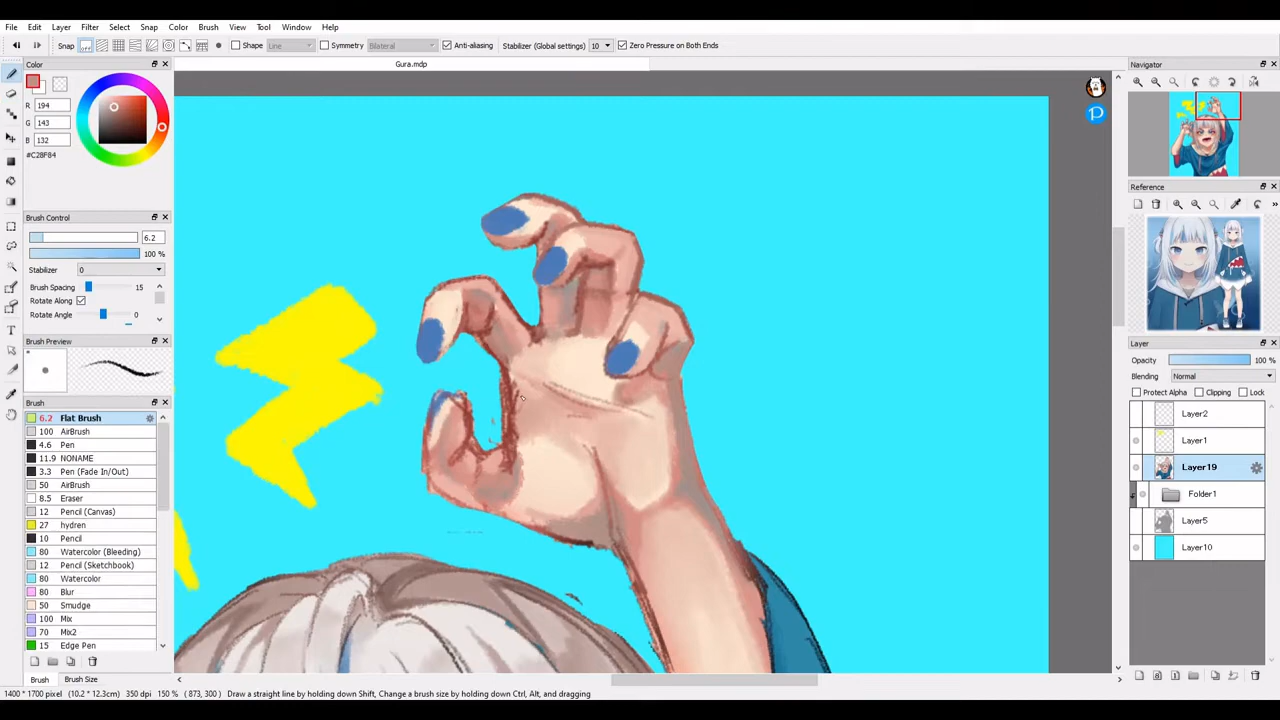 File Edit Layer Filter Select Snap Color Brush View Tool Window Help
Snap Shape Line Symmetry Bilateral Anti-aliasing Stabilizer (Global settings) 10 Zero Pressure on Both Ends
Color
Gura.mdp
Navigator
R 194
G 143
B 132
#C28F84
Reference
Brush Control
6.2
100 %
Stabilizer 0
Brush Spacing 15
Rotate Along
Rotate Angle 0
Brush Preview
Layer
Opacity 100 %
Blending Normal
Protect Alpha Clipping Lock
Layer2
Layer1
Layer19
Folder1
Layer5
Layer10
Brush
6.2 Flat Brush
100 AirBrush
4.6 Pen
11.9 NONAME
3.3 Pen (Fade In/Out)
50 AirBrush
8.5 Eraser
12 Pencil (Canvas)
27 hydren
10 Pencil
80 Watercolor (Bleeding)
12 Pencil (Sketchbook)
80 Watercolor
80 Blur
50 Smudge
100 Mix
70 Mix2
15 Edge Pen
Brush Brush Size
1400 * 1700 pixel (10.2 * 12.3cm) 350 dpi 150 % ( 873, 300 ) Draw a straight line by holding down Shift, Change a brush size by holding down Ctrl, Alt, and dragging